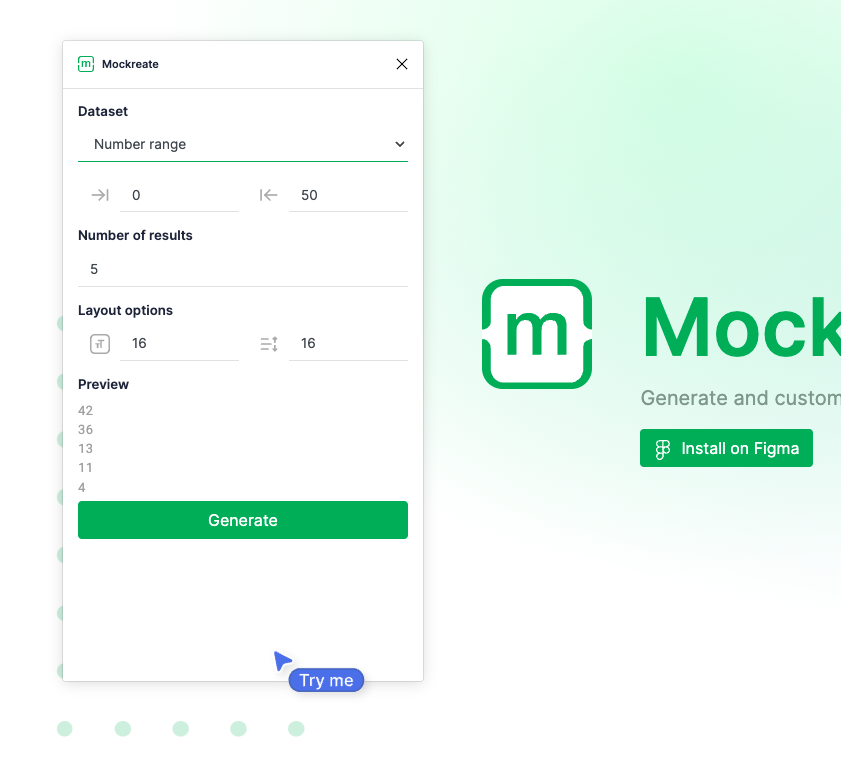 m Mockreate
Dataset
Number range
0 50
Number of results
5
Layout options
TT 16 16
Preview
42
36
13
11
4
Generate
Try me
m Mock
Generate and custom
Install on Figma